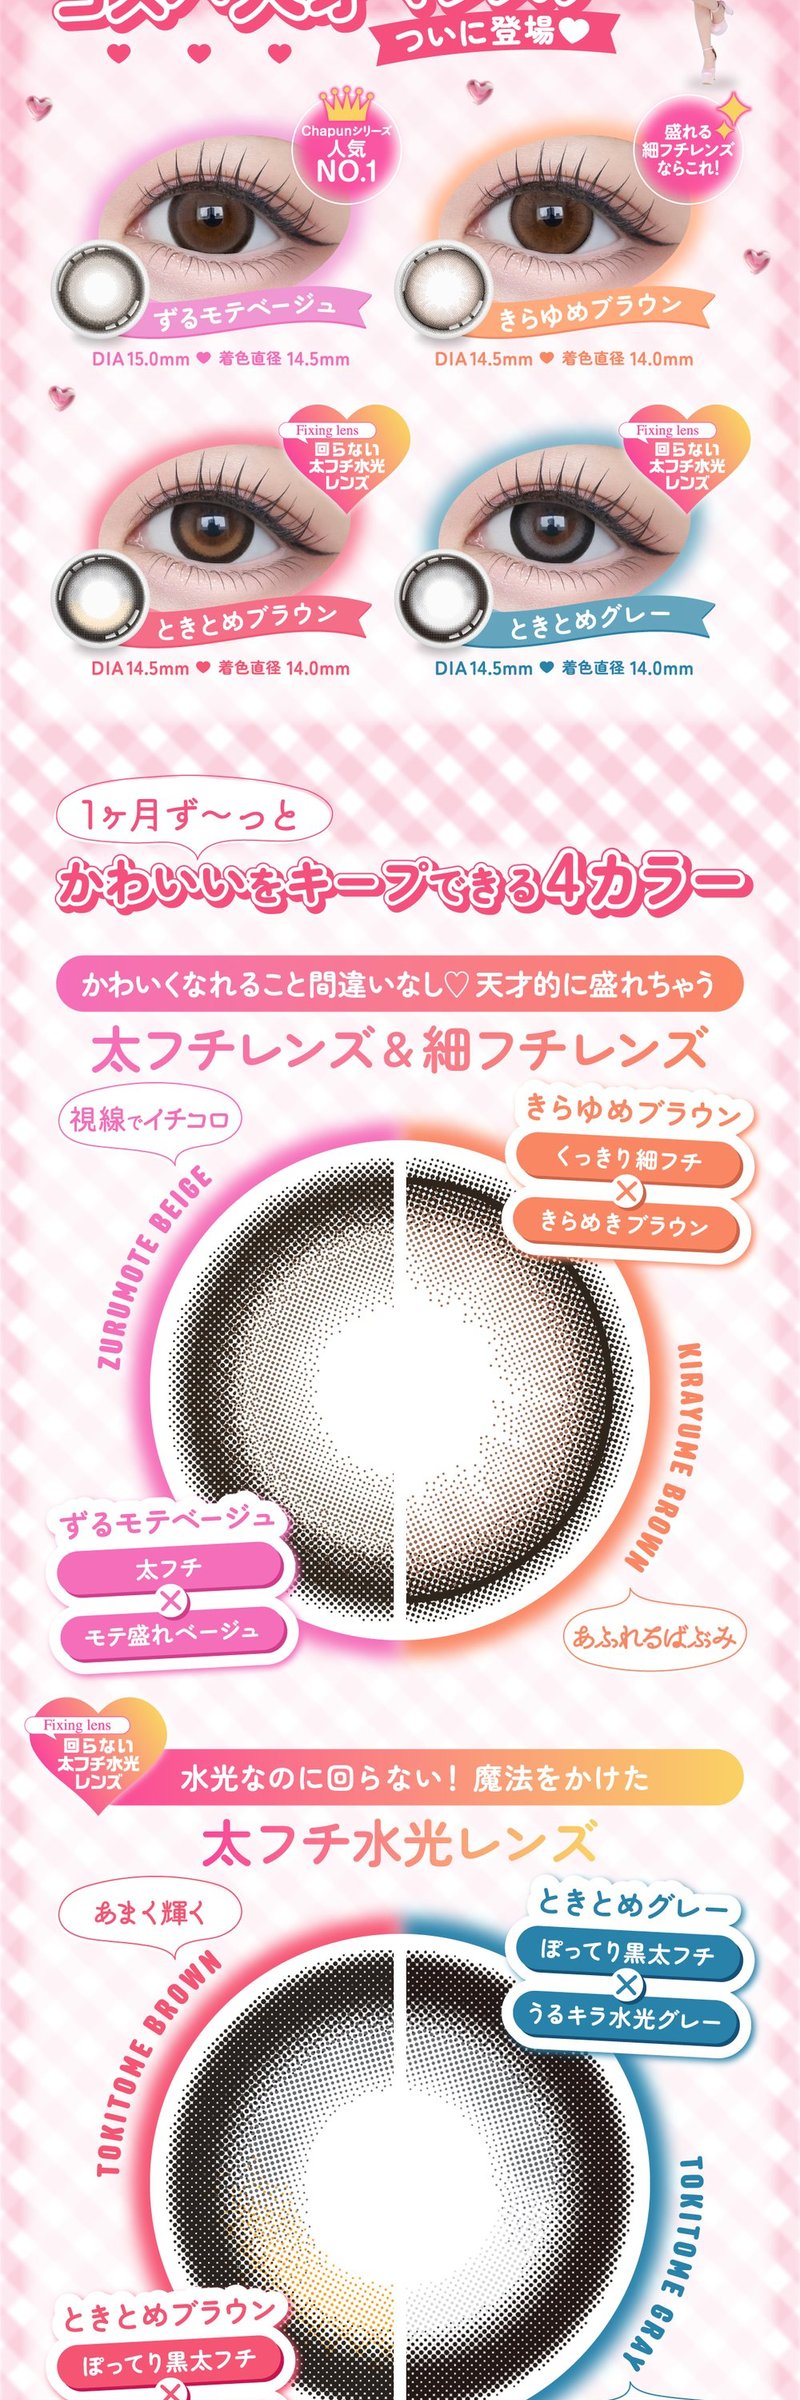 ついに登場♥
Chapunシリーズ
人気
NO.1
盛れる
細フチレンズ
ならこれ!
ずるモテベージュ
きらゆめブラウン
DIA 15.0mm ♥ 着色直径 14.5mm
DIA 14.5mm ♥ 着色直径 14.0mm
Fixing lens
回らない
太フチ水光
レンズ
Fixing lens
回らない
太フチ水光
レンズ
ときとめブラウン
ときとめグレー
DIA 14.5mm ♥ 着色直径 14.0mm
DIA 14.5mm ♥ 着色直径 14.0mm
1ヶ月ず〜っと
かわいいをキープできる4カラー
かわいくなれること間違いなし♡ 天才的に盛れちゃう
太フチレンズ&細フチレンズ
視線でイチコロ
きらゆめブラウン
くっきり細フチ
×
きらめきブラウン
ZURUMOTE BEIGE
KIRAYUME BROWN
ずるモテベージュ
太フチ
×
モテ盛れベージュ
あふれるばぶみ
Fixing lens
回らない
太フチ水光
レンズ
水光なのに回らない! 魔法をかけた
太フチ水光レンズ
あまく輝く
ときとめグレー
ぽってり黒太フチ
×
うるキラ水光グレー
TOKITOME BROWN
TOKITOME GRAY
ときとめブラウン
ぽってり黒太フチ
×